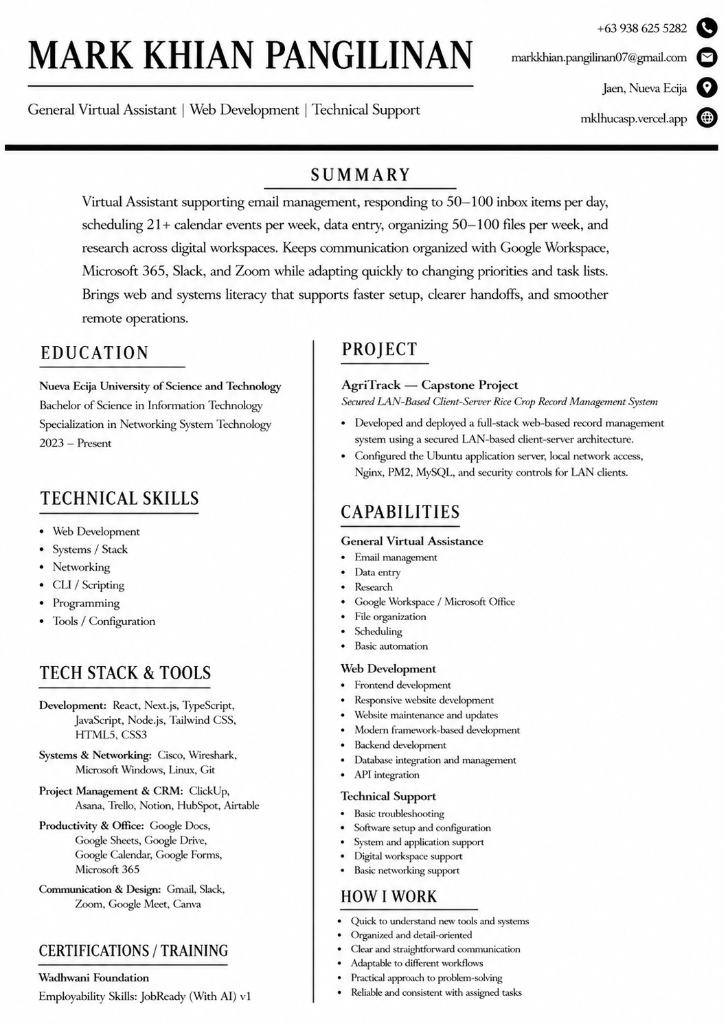 MARK KHIAN PANGILINAN
General Virtual Assistant | Web Development | Technical Support
+63 938 625 5282
markkhian.pangilinan07@gmail.com
Jaen, Nueva Ecija
mklhucasp.vercel.app
SUMMARY
Virtual Assistant supporting email management, responding to 50–100 inbox items per day,
scheduling 21+ calendar events per week, data entry, organizing 50–100 files per week, and
research across digital workspaces. Keeps communication organized with Google Workspace,
Microsoft 365, Slack, and Zoom while adapting quickly to changing priorities and task lists.
Brings web and systems literacy that supports faster setup, clearer handoffs, and smoother
remote operations.
EDUCATION
Nueva Ecija University of Science and Technology
Bachelor of Science in Information Technology
Specialization in Networking System Technology
2023 – Present
TECHNICAL SKILLS
• Web Development
• Systems / Stack
• Networking
• CLI / Scripting
• Programming
• Tools / Configuration
TECH STACK & TOOLS
Development: React, Next.js, TypeScript,
JavaScript, Node.js, Tailwind CSS,
HTML5, CSS3
Systems & Networking: Cisco, Wireshark,
Microsoft Windows, Linux, Git
Project Management & CRM: ClickUp,
Asana, Trello, Notion, HubSpot, Airtable
Productivity & Office: Google Docs,
Google Sheets, Google Drive,
Google Calendar, Google Forms,
Microsoft 365
Communication & Design: Gmail, Slack,
Zoom, Google Meet, Canva
CERTIFICATIONS / TRAINING
Wadhwani Foundation
Employability Skills: JobReady (With AI) v1
PROJECT
AgriTrack — Capstone Project
Secured LAN-Based Client-Server Rice Crop Record Management System
• Developed and deployed a full-stack web-based record management
system using a secured LAN-based client-server architecture.
• Configured the Ubuntu application server, local network access,
Nginx, PM2, MySQL, and security controls for LAN clients.
CAPABILITIES
General Virtual Assistance
• Email management
• Data entry
• Research
• Google Workspace / Microsoft Office
• File organization
• Scheduling
• Basic automation
Web Development
• Frontend development
• Responsive website development
• Website maintenance and updates
• Modern framework-based development
• Backend development
• Database integration and management
• API integration
Technical Support
• Basic troubleshooting
• Software setup and configuration
• System and application support
• Digital workspace support
• Basic networking support
HOW I WORK
• Quick to understand new tools and systems
• Organized and detail-oriented
• Clear and straightforward communication
• Adaptable to different workflows
• Practical approach to problem-solving
• Reliable and consistent with assigned tasks